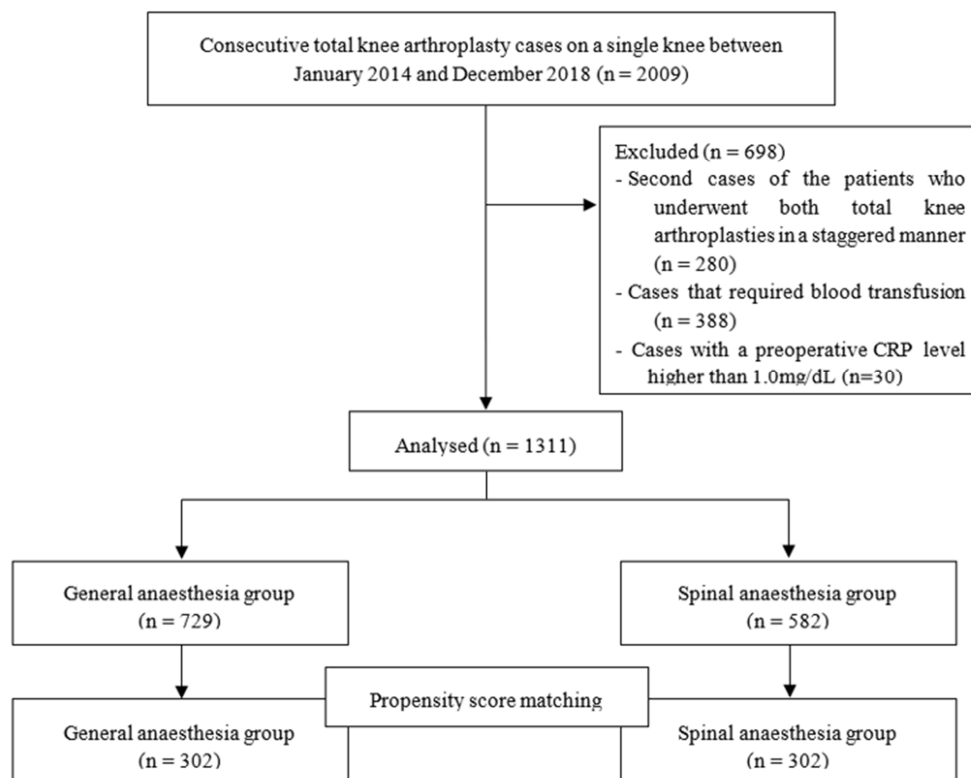 Consecutive total knee arthroplasty cases on a single knee between
January 2014 and December 2018 (n = 2009)
Excluded (n = 698)
- Second cases of the patients who
underwent both total knee
arthroplasties in a staggered manner
(n = 280)
- Cases that required blood transfusion
(n = 388)
- Cases with a preoperative CRP level
higher than 1.0mg/dL (n=30)
Analysed (n = 1311)
General anaesthesia group
(n = 729)
Spinal anaesthesia group
(n = 582)
Propensity score matching
General anaesthesia group
(n = 302)
Spinal anaesthesia group
(n = 302)